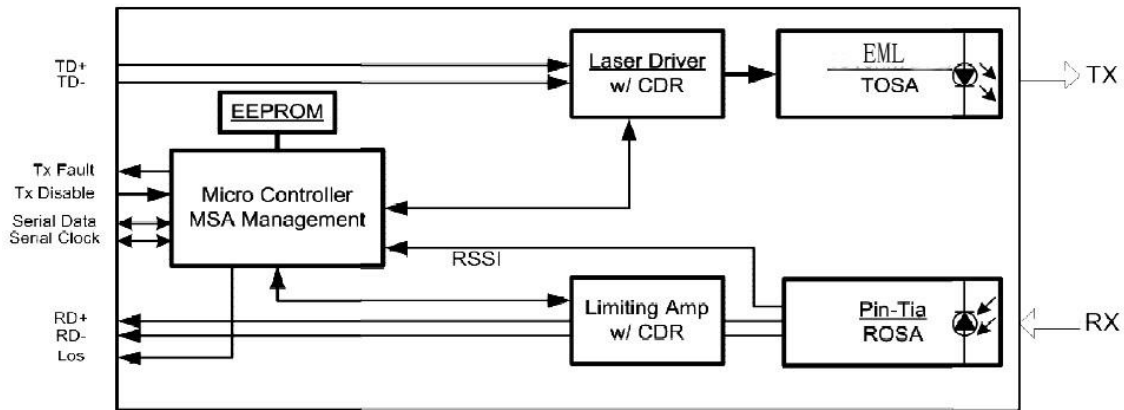 TD+
TD-
Laser Driver
w/ CDR
EML
TOSA
TX
EEPROM
Tx Fault
Tx Disable
Serial Data
Serial Clock
Micro Controller
MSA Management
RSSI
RD+
RD-
Los
Limiting Amp
w/ CDR
Pin-Tia
ROSA
RX